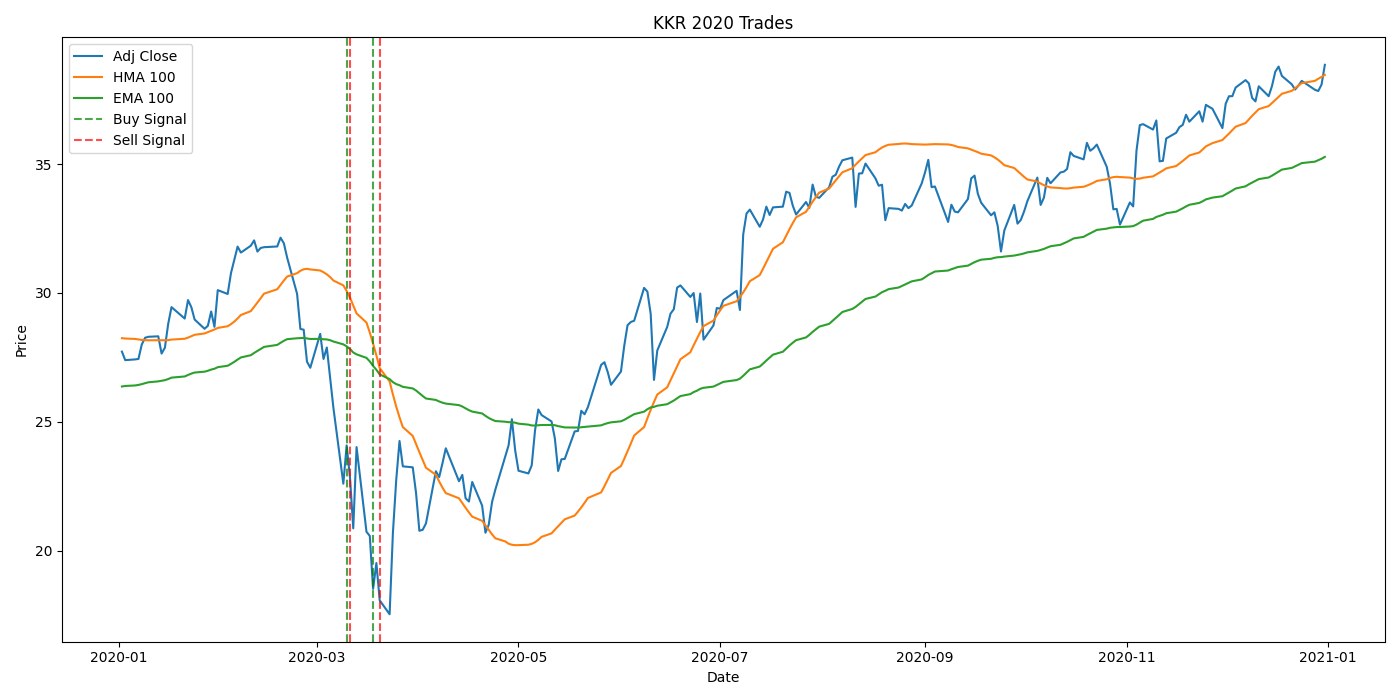 KKR 2020 Trades
Adj Close
HMA 100
EMA 100
Buy Signal
Sell Signal
Price
35
30
25
20
2020-01
2020-03
2020-05
2020-07
2020-09
2020-11
2021-01
Date